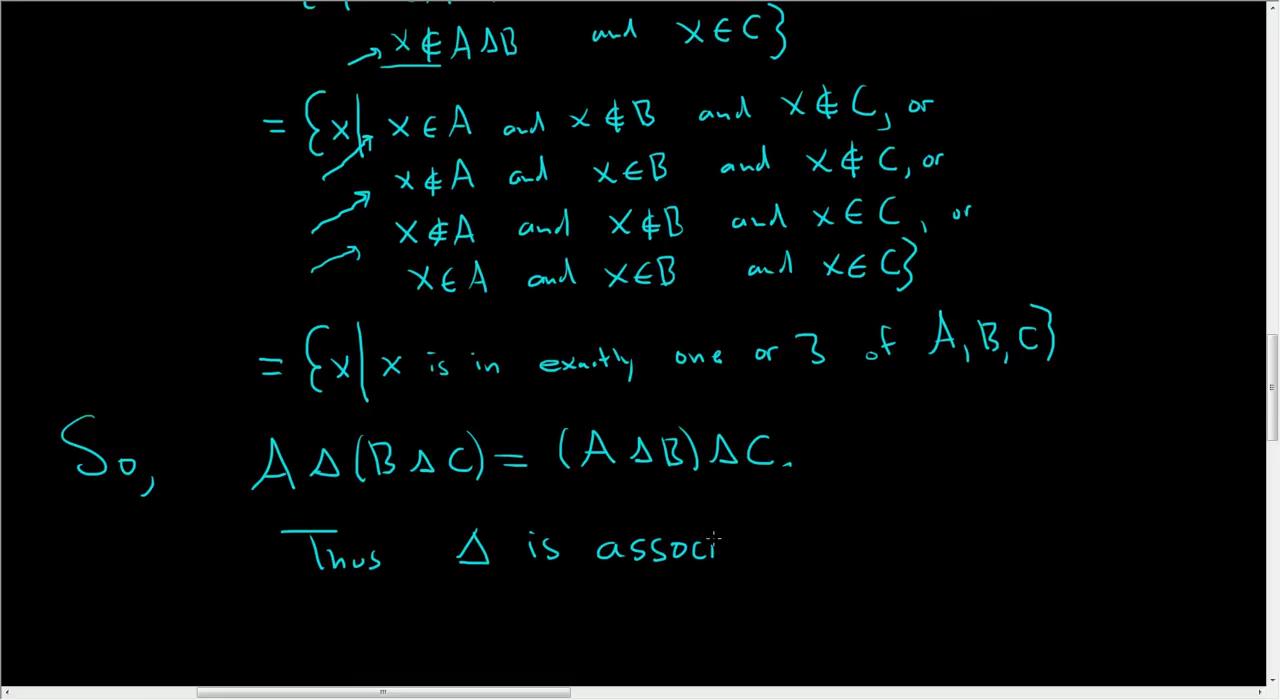 x∉A∆B and x∈C}
= {x| x∈A and x∉B and x∉C, or
x∉A and x∈B and x∉C, or
x∉A and x∉B and x∈C, or
x∈A and x∈B and x∈C}
= {x| x is in exactly one or 3 of A, B, C}
So, A∆(B∆C) = (A∆B)∆C.
Thus ∆ is associ